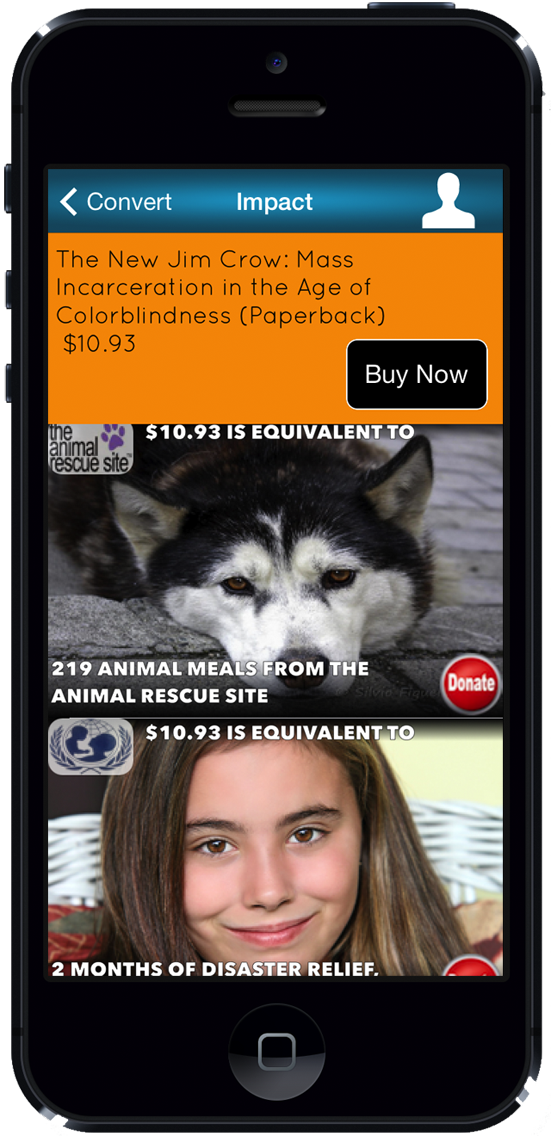 Convert
Impact
The New Jim Crow: Mass
Incarceration in the Age of
Colorblindness (Paperback)
$10.93
Buy Now
the
animal
rescue site
$10.93 IS EQUIVALENT TO
219 ANIMAL MEALS FROM THE
ANIMAL RESCUE SITE
Donate
$10.93 IS EQUIVALENT TO
2 MONTHS OF DISASTER RELIEF,